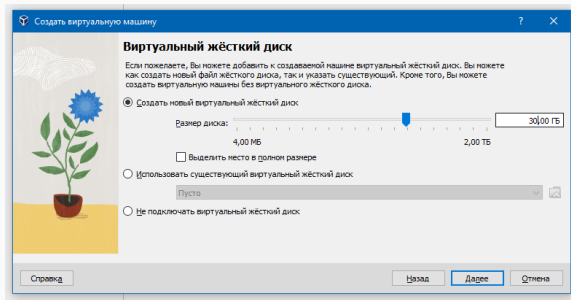 Создать виртуальную машину
Виртуальный жёсткий диск
Если пожелаете, Вы можете добавить к создаваемой машине виртуальный жёсткий диск. Вы можете
как создать новый файл жёсткого диска, так и указать существующий. Кроме того, Вы можете
создать виртуальную машины без виртуального жёсткого диска.
Создать новый виртуальный жёсткий диск
Размер диска:
30,00 ГБ
4,00 МБ 2,00 ТБ
Выделить место в полном размере
Использовать существующий виртуальный жёсткий диск
Пусто
Не подключать виртуальный жёсткий диск
Справка Назад Далее Отмена